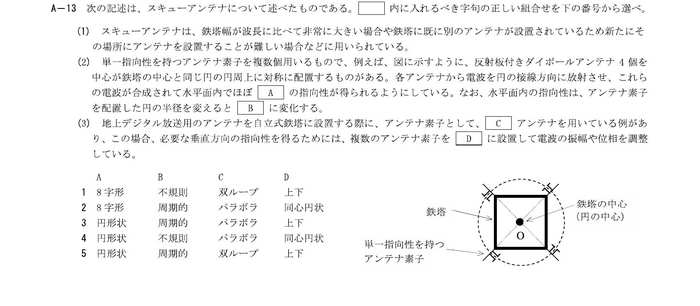 A－13 次の記述は、スキューアンテナについて述べたものである。 内に入れるべき字句の正しい組合せを下の番号から選べ。
(1) スキューアンテナは、鉄塔幅が波長に比べて非常に大きい場合や鉄塔に既に別のアンテナが設置されているため新たにそ
の場所にアンテナを設置することが難しい場合などに用いられている。
(2) 単一指向性を持つアンテナ素子を複数個用いるもので、例えば、図に示すように、反射板付きダイポールアンテナ 4 個を
中心が鉄塔の中心と同じ円の円周上に対称に配置するものがある。各アンテナから電波を円の接線方向に放射させ、これら
の電波が合成されて水平面内でほぼ A の指向性が得られるようにしている。なお、水平面内の指向性は、アンテナ素子
を配置した円の半径を変えると B に変化する。
(3) 地上デジタル放送用のアンテナを自立式鉄塔に設置する際に、アンテナ素子として、 C アンテナを用いている例があ
り、この場合、必要な垂直方向の指向性を得るためには、複数のアンテナ素子を D に設置して電波の振幅や位相を調整
している。
A B C D
1 8字形 不規則 双ループ 上下
2 8字形 周期的 パラボラ 同心円状
3 円形状 周期的 パラボラ 上下
4 円形状 不規則 パラボラ 同心円状
5 円形状 周期的 双ループ 上下
鉄塔
鉄塔の中心
(円の中心)
O
単一指向性を持つ
アンテナ素子